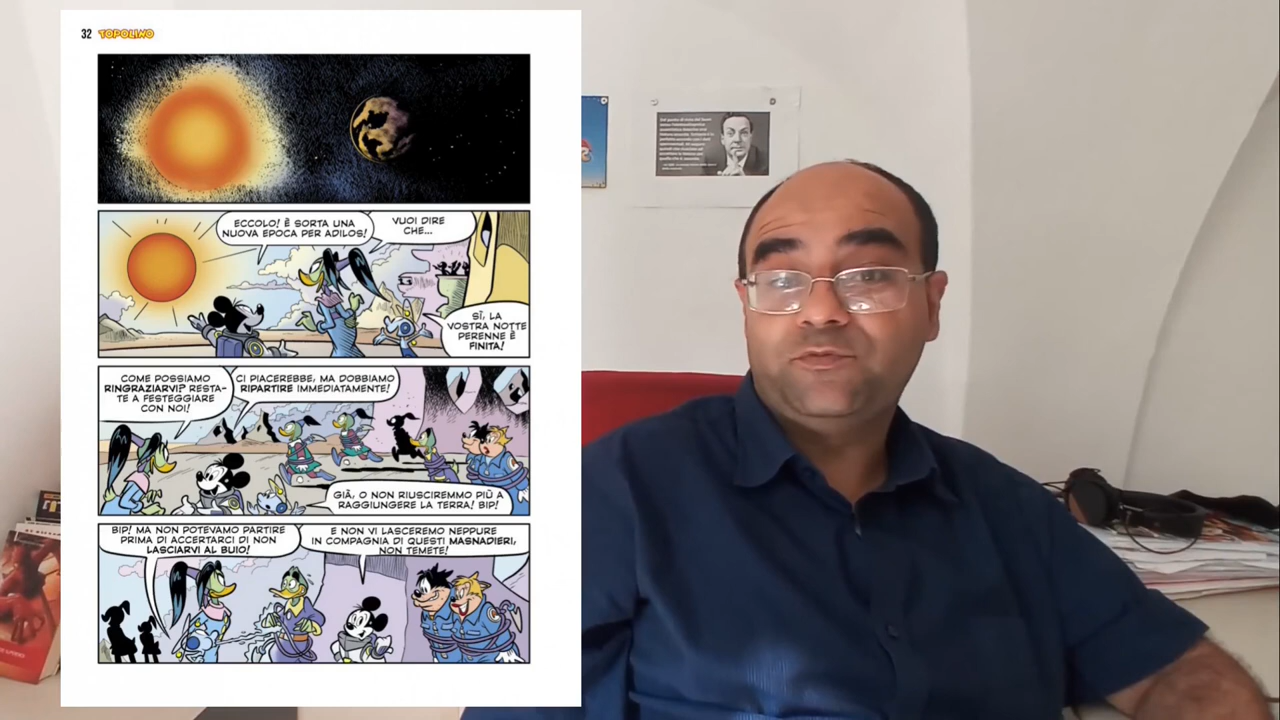 32 TOPOLINO
ECCOLO! È SORTA UNA
NUOVA EPOCA PER ADILOS!
VUOI DIRE
CHE...
SÌ, LA
VOSTRA NOTTE
PERENNE È
FINITA!
COME POSSIAMO
RINGRAZIARVI? RESTA-
TE A FESTEGGIARE
CON NOI!
CI PIACEREBBE, MA DOBBIAMO
RIPARTIRE IMMEDIATAMENTE!
GIÀ, O NON RIUSCIREMMO PIÙ A
RAGGIUNGERE LA TERRA! BIP!
BIP! MA NON POTEVAMO PARTIRE
PRIMA DI ACCERTARCI DI NON
LASCIARVI AL BUIO!
E NON VI LASCEREMO NEPPURE
IN COMPAGNIA DI QUESTI MASNADIERI,
NON TEMETE!